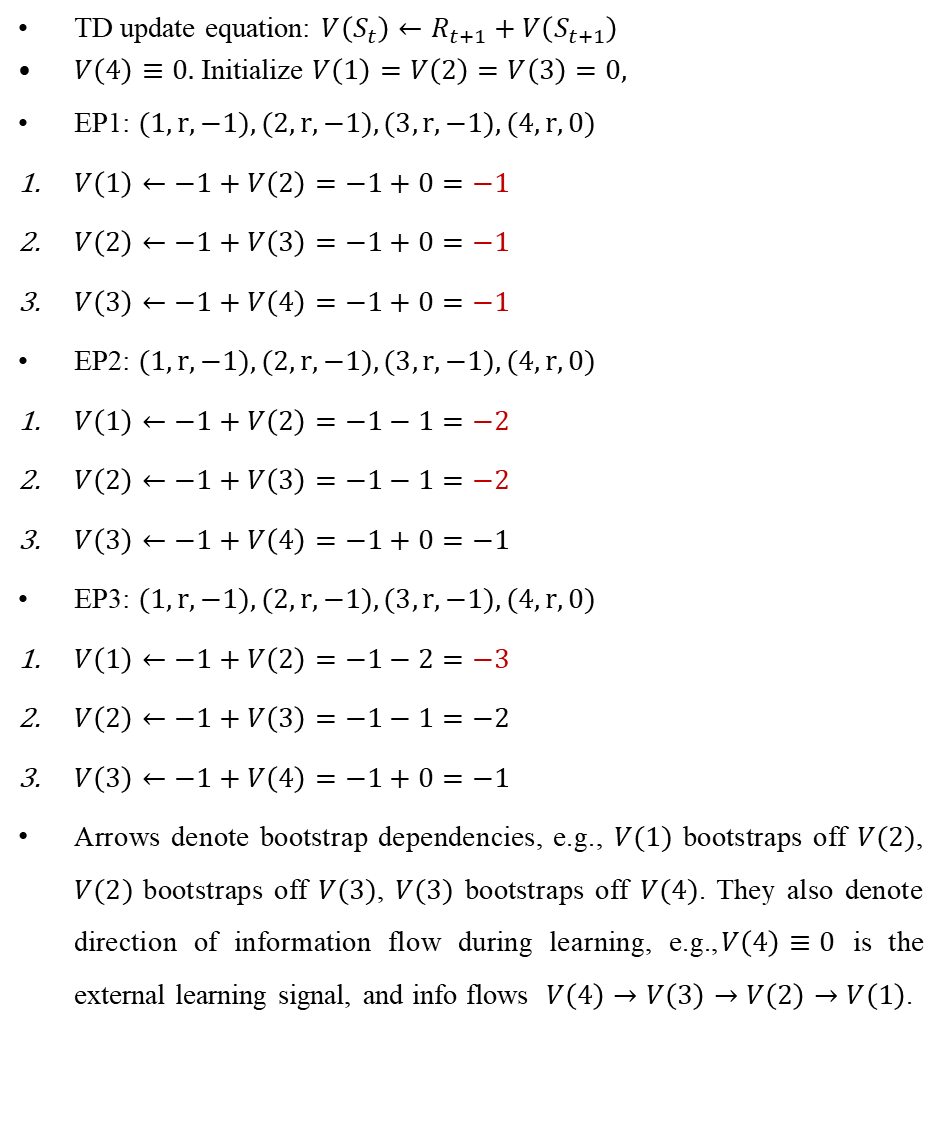 • TD update equation: V(Sₜ) ← Rₜ₊₁ + V(Sₜ₊₁)
• V(4) ≡ 0. Initialize V(1) = V(2) = V(3) = 0,
• EP1: (1, r, −1), (2, r, −1), (3, r, −1), (4, r, 0)
1. V(1) ← −1 + V(2) = −1 + 0 = −1
2. V(2) ← −1 + V(3) = −1 + 0 = −1
3. V(3) ← −1 + V(4) = −1 + 0 = −1
• EP2: (1, r, −1), (2, r, −1), (3, r, −1), (4, r, 0)
1. V(1) ← −1 + V(2) = −1 − 1 = −2
2. V(2) ← −1 + V(3) = −1 − 1 = −2
3. V(3) ← −1 + V(4) = −1 + 0 = −1
• EP3: (1, r, −1), (2, r, −1), (3, r, −1), (4, r, 0)
1. V(1) ← −1 + V(2) = −1 − 2 = −3
2. V(2) ← −1 + V(3) = −1 − 1 = −2
3. V(3) ← −1 + V(4) = −1 + 0 = −1
• Arrows denote bootstrap dependencies, e.g., V(1) bootstraps off V(2),
V(2) bootstraps off V(3), V(3) bootstraps off V(4). They also denote
direction of information flow during learning, e.g.,V(4) ≡ 0 is the
external learning signal, and info flows V(4) → V(3) → V(2) → V(1).